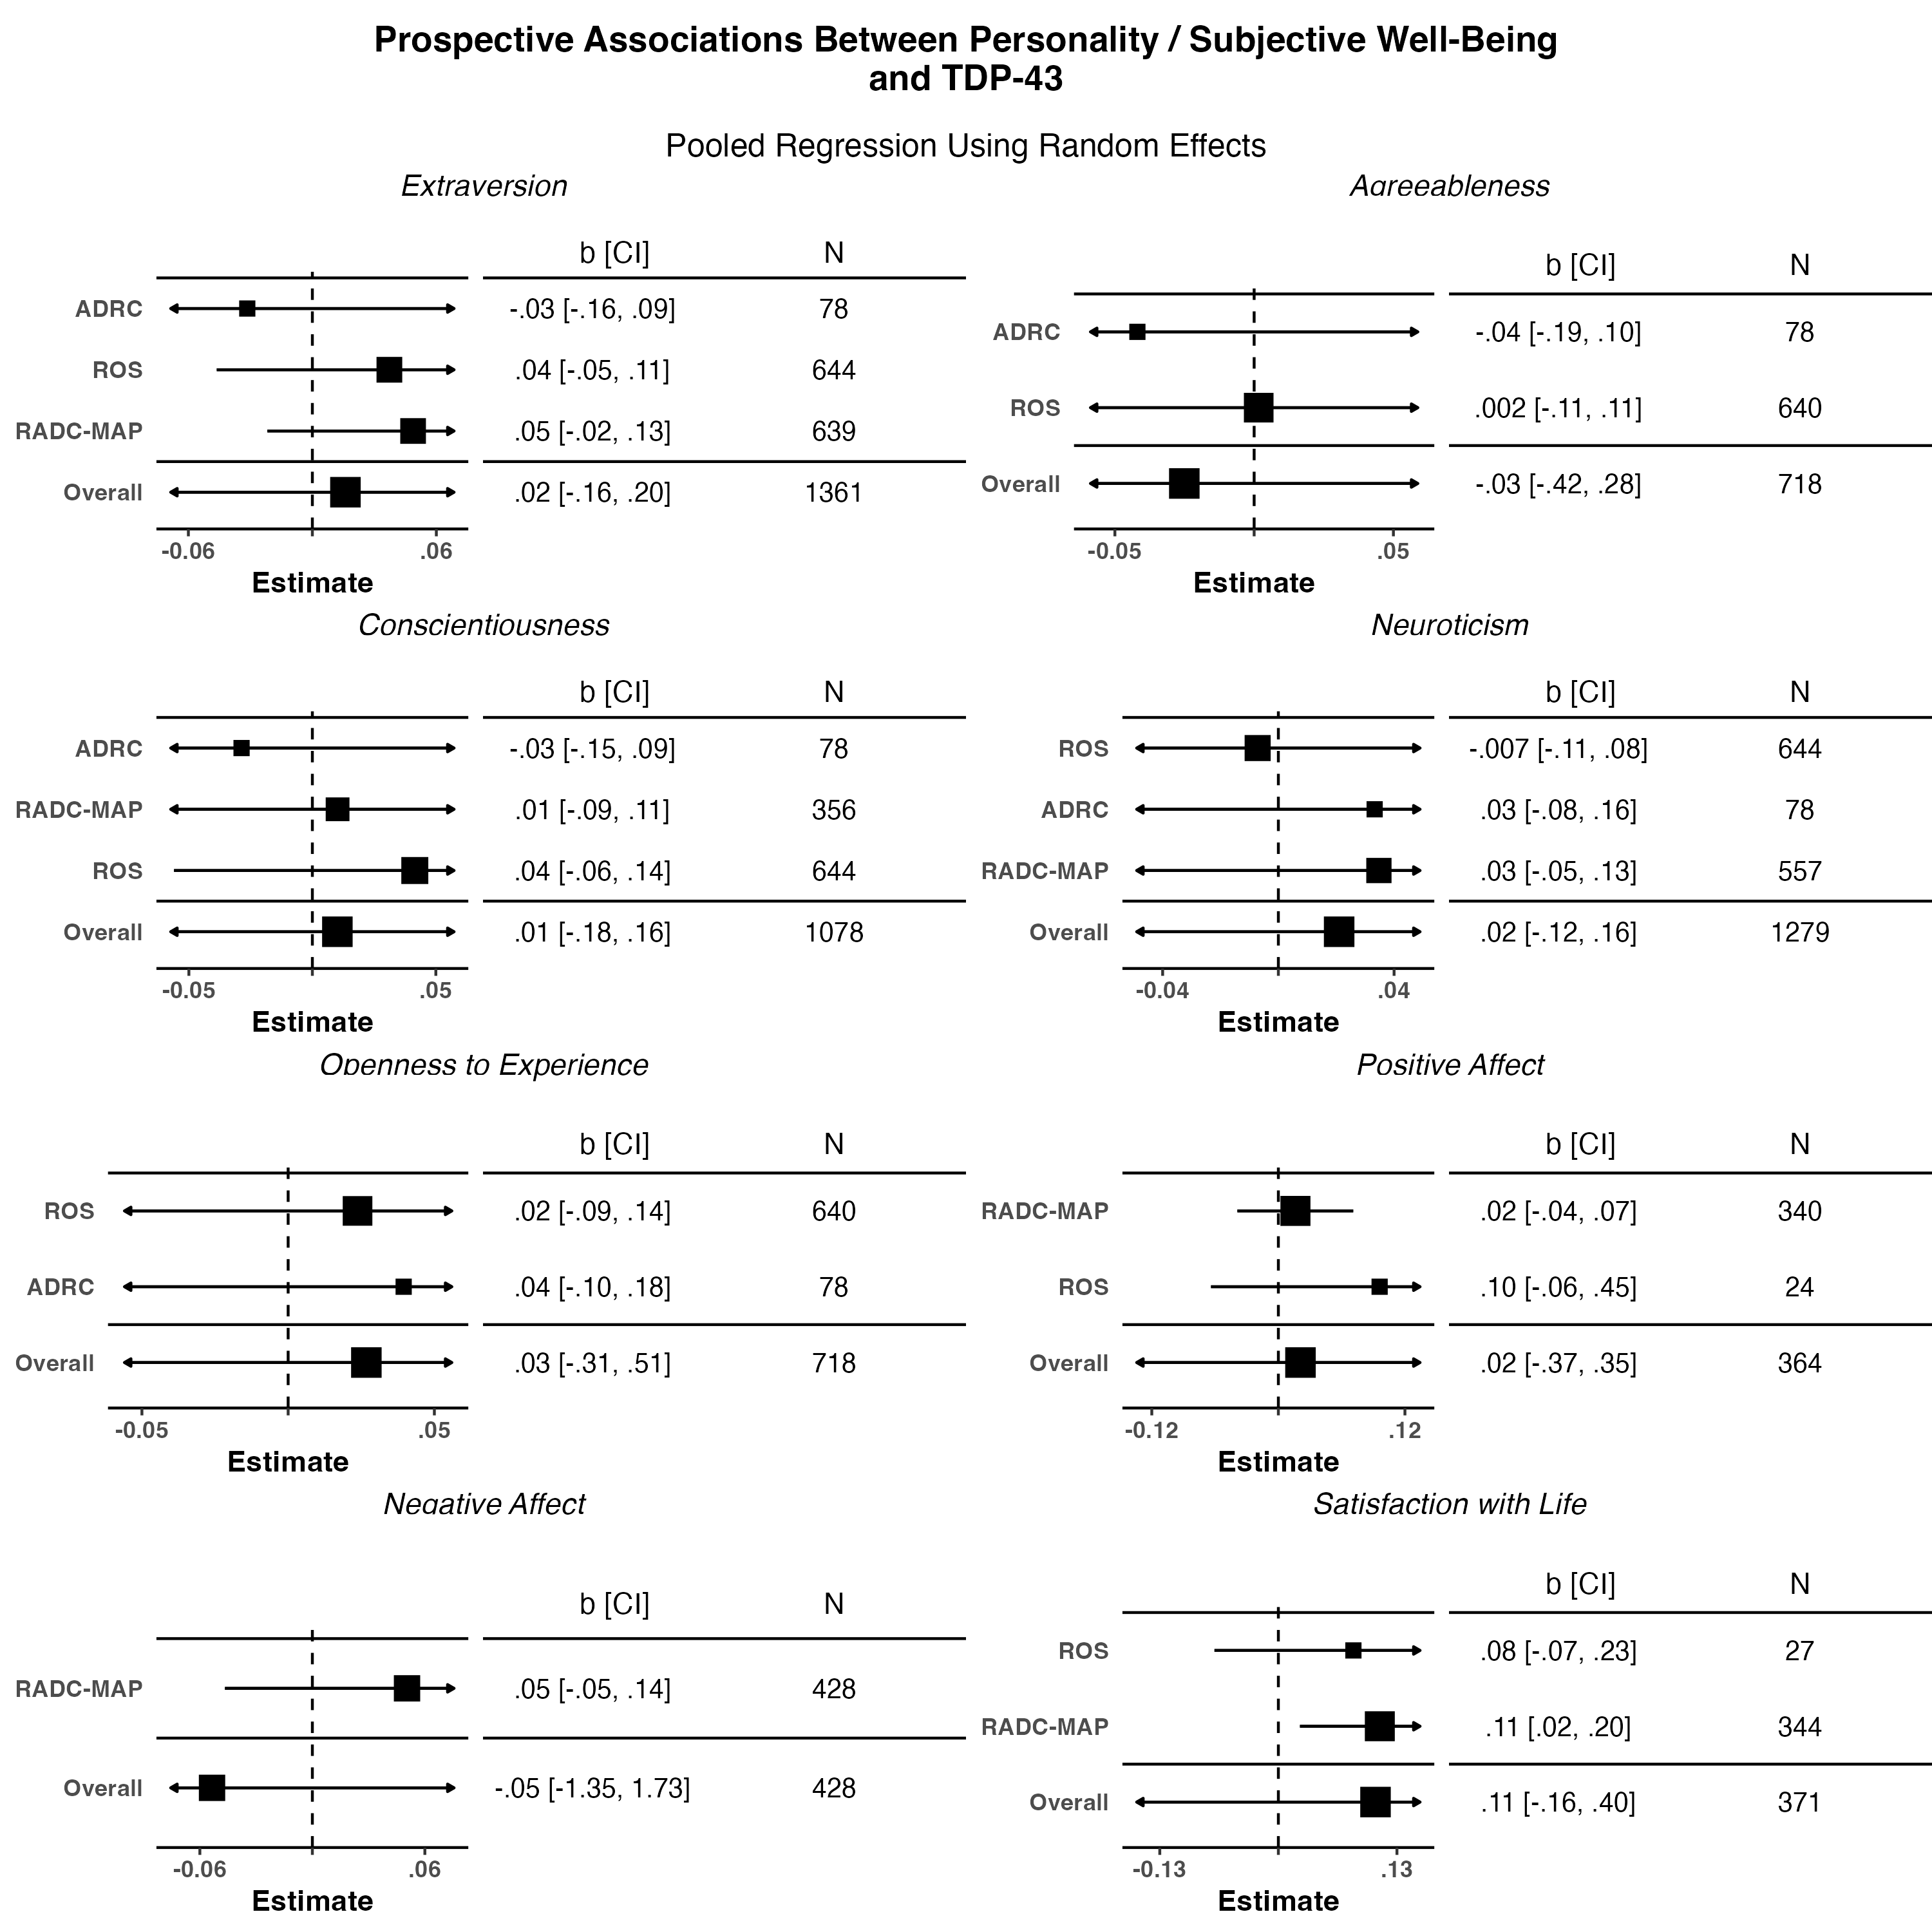 Prospective Associations Between Personality / Subjective Well-Being
and TDP-43
Pooled Regression Using Random Effects
Extraversion
b [CI] N
ADRC -.03 [-.16, .09] 78
ROS .04 [-.05, .11] 644
RADC-MAP .05 [-.02, .13] 639
Overall .02 [-.16, .20] 1361
-0.06 .06
Estimate
Agreeableness
b [CI] N
ADRC -.04 [-.19, .10] 78
ROS .002 [-.11, .11] 640
Overall -.03 [-.42, .28] 718
-0.05 .05
Estimate
Conscientiousness
b [CI] N
ADRC -.03 [-.15, .09] 78
RADC-MAP .01 [-.09, .11] 356
ROS .04 [-.06, .14] 644
Overall .01 [-.18, .16] 1078
-0.05 .05
Estimate
Neuroticism
b [CI] N
ROS -.007 [-.11, .08] 644
ADRC .03 [-.08, .16] 78
RADC-MAP .03 [-.05, .13] 557
Overall .02 [-.12, .16] 1279
-0.04 .04
Estimate
Openness to Experience
b [CI] N
ROS .02 [-.09, .14] 640
ADRC .04 [-.10, .18] 78
Overall .03 [-.31, .51] 718
-0.05 .05
Estimate
Positive Affect
b [CI] N
RADC-MAP .02 [-.04, .07] 340
ROS .10 [-.06, .45] 24
Overall .02 [-.37, .35] 364
-0.12 .12
Estimate
Negative Affect
b [CI] N
RADC-MAP .05 [-.05, .14] 428
Overall -.05 [-1.35, 1.73] 428
-0.06 .06
Estimate
Satisfaction with Life
b [CI] N
ROS .08 [-.07, .23] 27
RADC-MAP .11 [.02, .20] 344
Overall .11 [-.16, .40] 371
-0.13 .13
Estimate